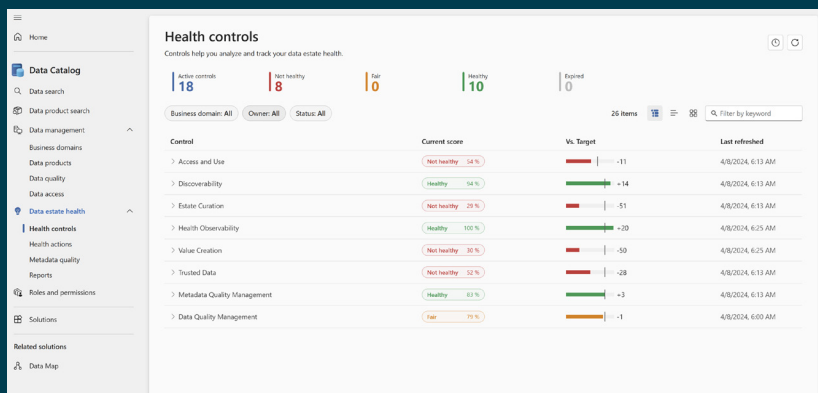 Home
Data Catalog
Data search
Data product search
Data management
Business domains
Data products
Data quality
Data access
Data estate health
Health controls
Health actions
Metadata quality
Reports
Roles and permissions
Solutions
Related solutions
Data Map
Health controls
Controls help you analyze and track your data estate health.
Active controls
18
Not healthy
8
Fair
0
Healthy
10
Expired
0
Business domain: All Owner: All Status: All 26 items Filter by keyword
Control Current score Vs. Target Last refreshed
Access and Use Not healthy 54 % -11 4/8/2024, 6:13 AM
Discoverability Healthy 94 % +14 4/8/2024, 6:13 AM
Estate Curation Not healthy 29 % -51 4/8/2024, 6:13 AM
Health Observability Healthy 100 % +20 4/8/2024, 6:25 AM
Value Creation Not healthy 30 % -50 4/8/2024, 6:25 AM
Trusted Data Not healthy 52 % -28 4/8/2024, 6:13 AM
Metadata Quality Management Healthy 83 % +3 4/8/2024, 6:13 AM
Data Quality Management Fair 79 % -1 4/8/2024, 6:00 AM